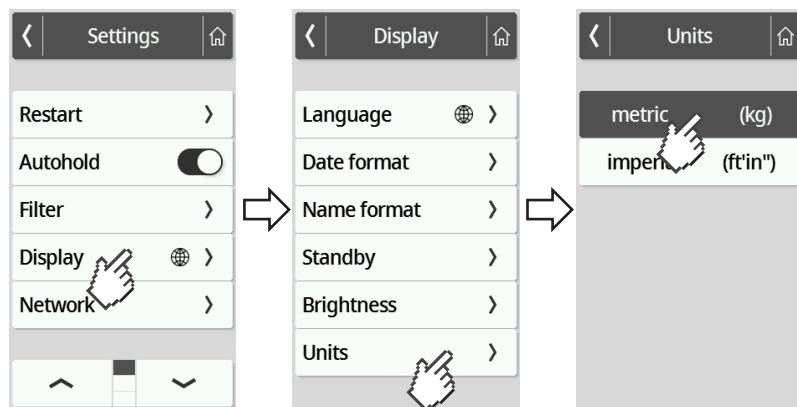 Settings
Restart
Autohold
Filter
Display
Network
Display
Language
Date format
Name format
Standby
Brightness
Units
Units
metric (kg)
(ft'in")